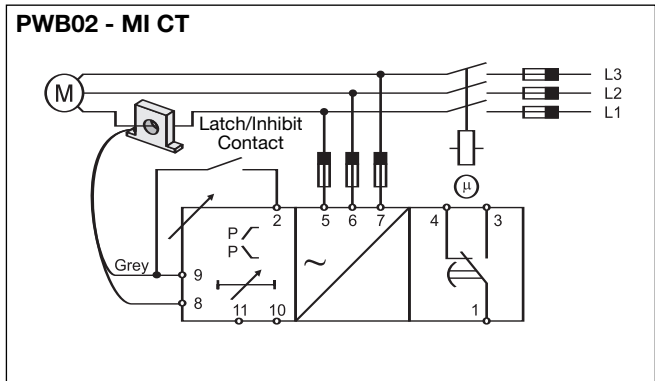 PWB02 - MI CT
L3
M
L2
L1
Latch/Inhibit
Contact
µ
2
5
6
7
4
3
P
P
~
Grey
9
8
11
10
1